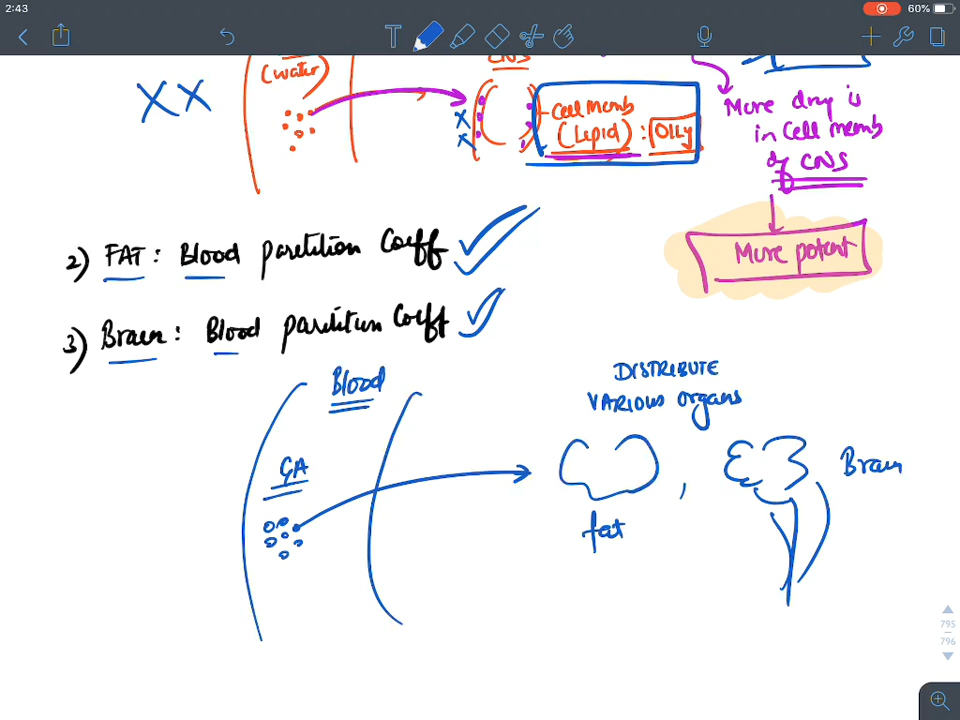 2:43
60%
T
(water)
CNS
XX
X
X
Cell Memb
(Lipid) : Oily
More drug is
in Cell memb
of CNS
More potent
2) FAT : Blood partition Coeff
3) Brain : Blood partition Coeff
Blood
DISTRIBUTE
VARIOUS organs
GA
,
Brain
fat
795
796